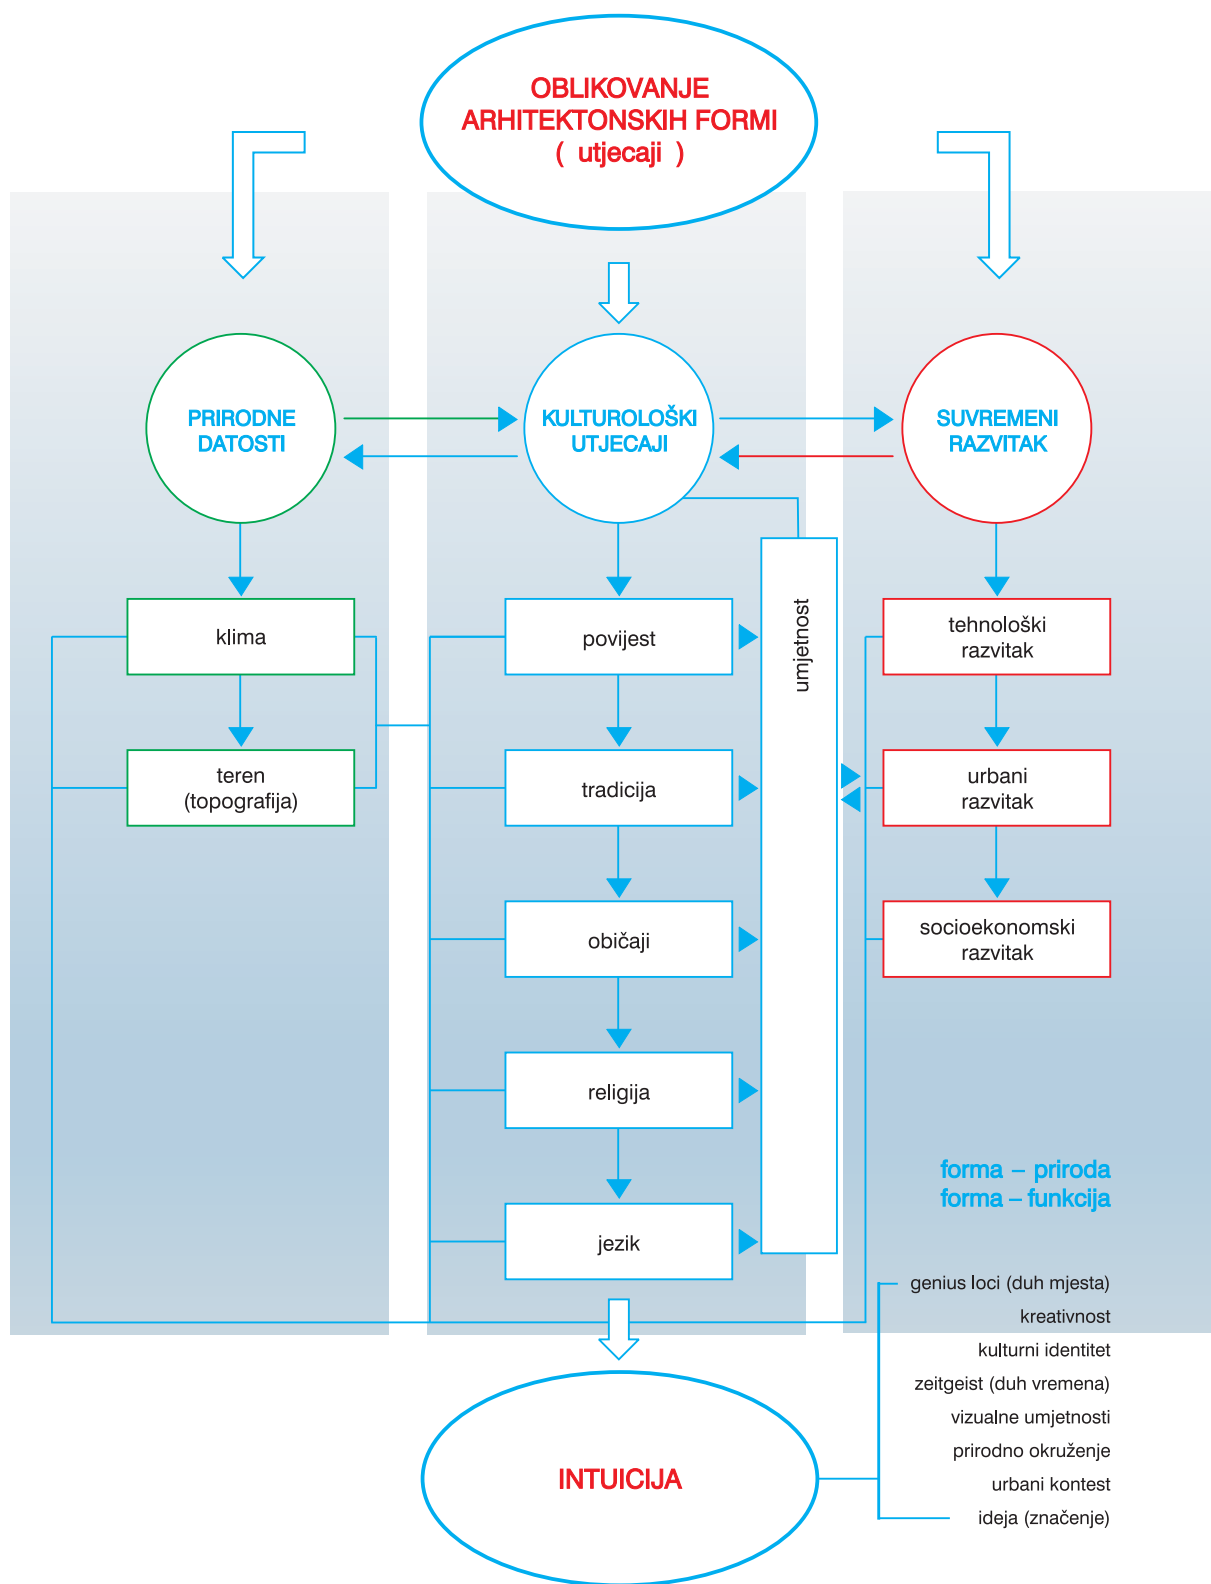 OBLIKOVANJE
ARHITEKTONSKIH FORMI
( utjecaji )
PRIRODNE
DATOSTI
KULTUROLOŠKI
UTJECAJI
SUVREMENI
RAZVITAK
klima
teren
(topografija)
povijest
tradicija
običaji
religija
jezik
umjetnost
tehnološki
razvitak
urbani
razvitak
socioekonomski
razvitak
forma – priroda
forma – funkcija
INTUICIJA
genius loci (duh mjesta)
kreativnost
kulturni identitet
zeitgeist (duh vremena)
vizualne umjetnosti
prirodno okruženje
urbani kontest
ideja (značenje)